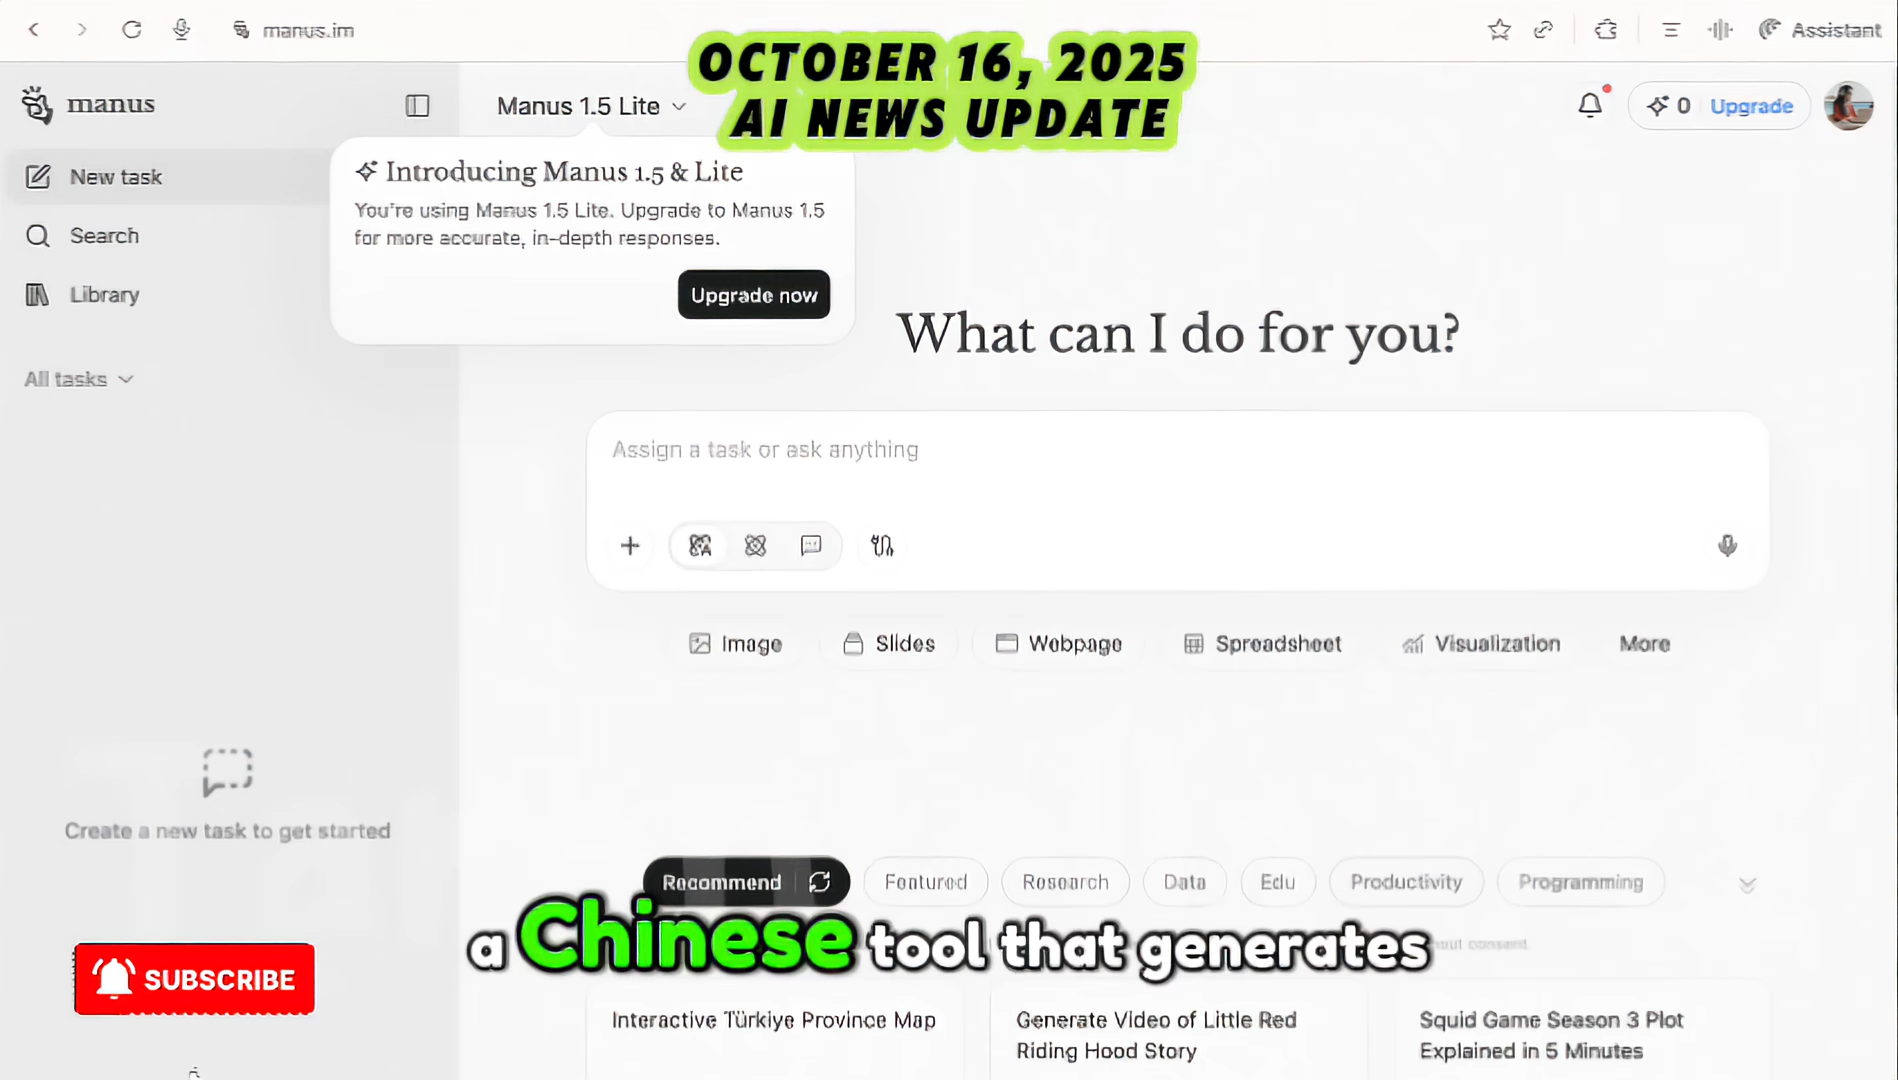 manus.im
Assistant
OCTOBER 16, 2025
AI NEWS UPDATE
manus
Manus 1.5 Lite
0 Upgrade
New task
Search
Library
All tasks
Introducing Manus 1.5 & Lite
You're using Manus 1.5 Lite. Upgrade to Manus 1.5
for more accurate, in-depth responses.
Upgrade now
What can I do for you?
Assign a task or ask anything
Image
Slides
Webpage
Spreadsheet
Visualization
More
Create a new task to get started
Recommend
Featured
Research
Data
Edu
Productivity
Programming
a Chinese tool that generates
out consent.
SUBSCRIBE
Interactive Türkiye Province Map
Generate Video of Little Red
Riding Hood Story
Squid Game Season 3 Plot
Explained in 5 Minutes